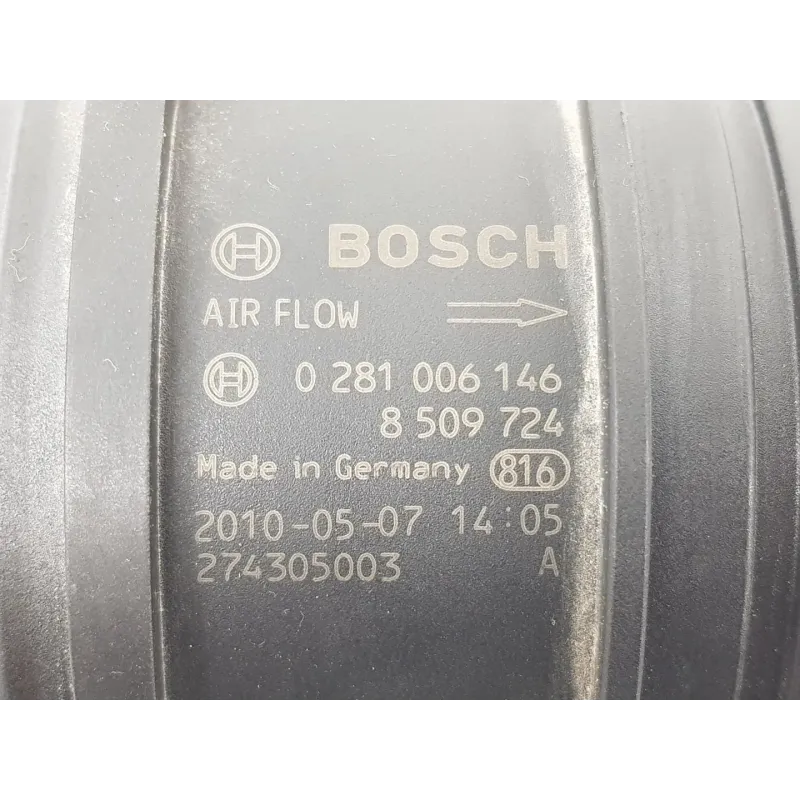 BOSCH
AIR FLOW
0 281 006 146
8 509 724
Made in Germany 816
2010-05-07 14:05
274305003 A